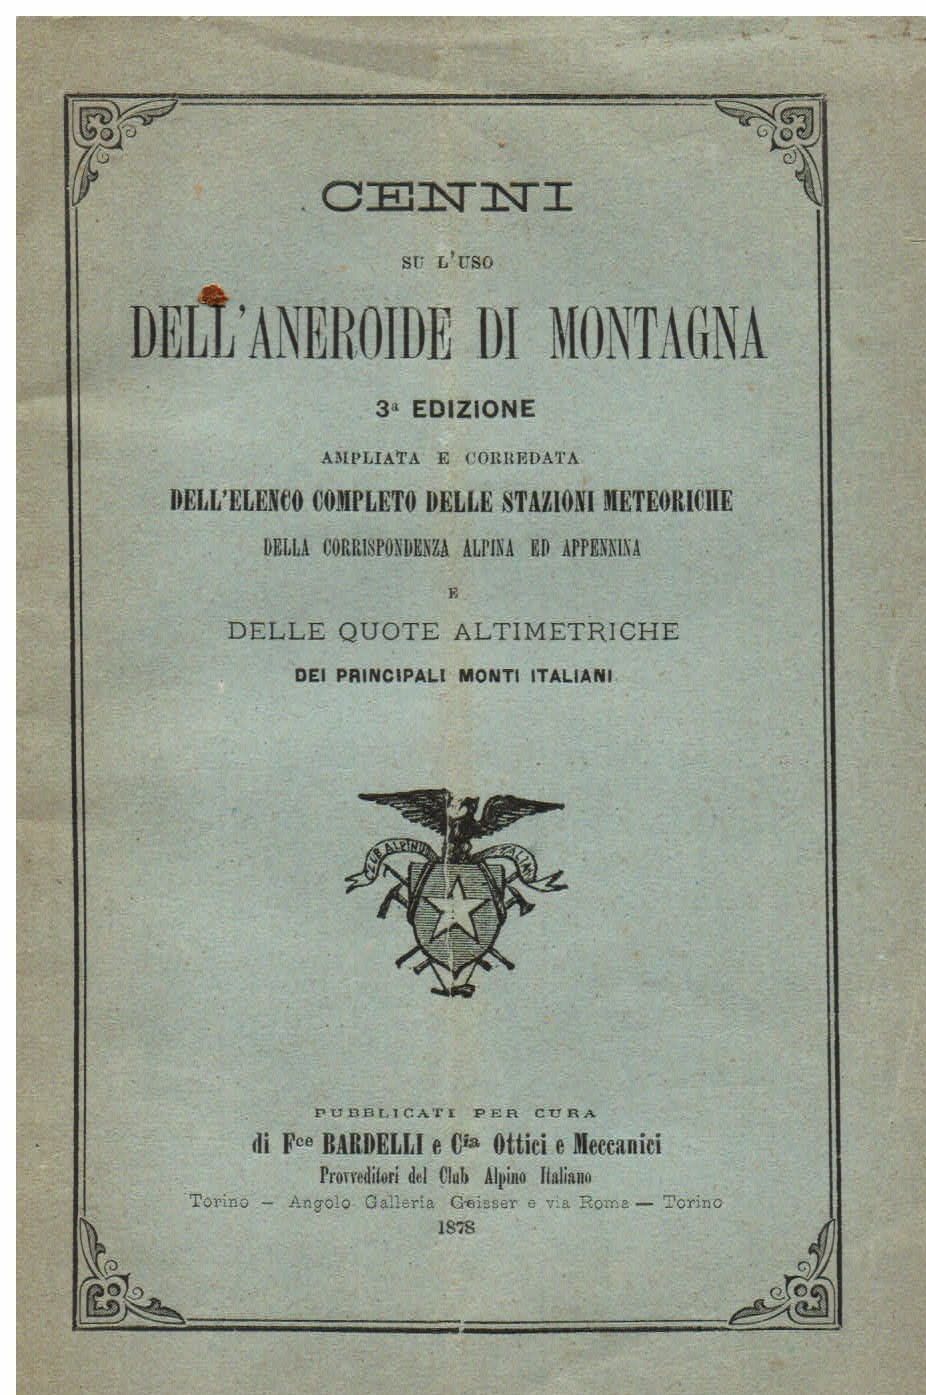 CENNI
SU L'USO
DELL'ANEROIDE DI MONTAGNA
3ª EDIZIONE
AMPLIATA E CORREDATA
DELL'ELENCO COMPLETO DELLE STAZIONI METEORICHE
DELLA CORRISPONDENZA ALPINA ED APPENNINA
E
DELLE QUOTE ALTIMETRICHE
DEI PRINCIPALI MONTI ITALIANI
CLUB ALPINO
PUBBLICATI PER CURA
di Fce BARDELLI e Cia Ottici e Meccanici
Provveditori del Club Alpino Italiano
Torino — Angolo Galleria Geisser e via Roma — Torino
1878